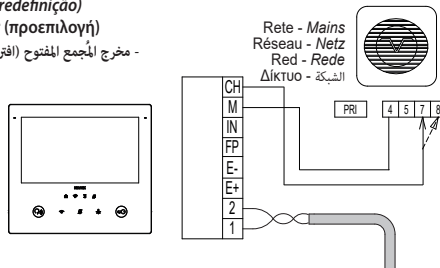 redefinição)
(προεπιλογή)
- مخرج المُجمع المفتوح (افتر
Rete - Mains
Réseau - Netz
Red - Rede
Δίκτυο - الشبكة
CH
M
IN
FP
E-
E+
2
1
PRI
4 5 7 8